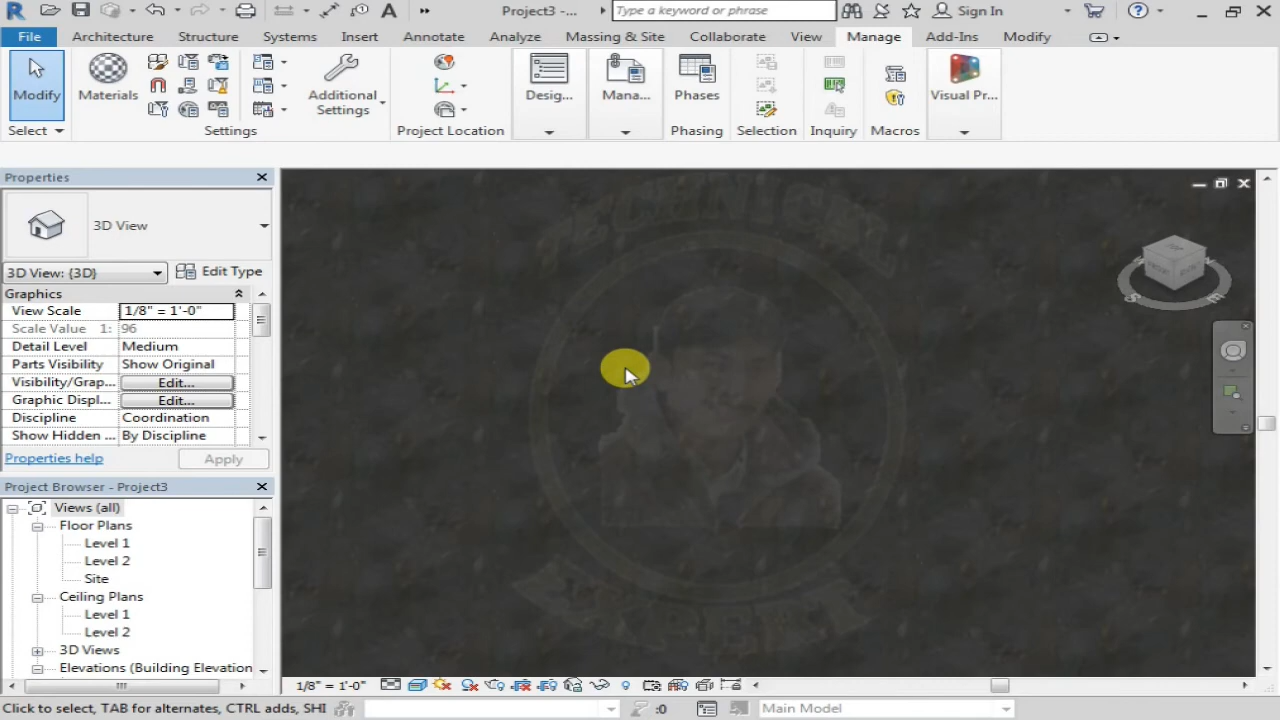 Project3 -...
Type a keyword or phrase
Sign In
File
Architecture
Structure
Systems
Insert
Annotate
Analyze
Massing & Site
Collaborate
View
Manage
Add-Ins
Modify
Modify
Materials
Additional Settings
Desig...
Mana...
Phases
Visual Pr...
Select
Settings
Project Location
Phasing
Selection
Inquiry
Macros
Properties
3D View
3D View: {3D}
Edit Type
Graphics
View Scale 1/8" = 1'-0"
Scale Value 1: 96
Detail Level Medium
Parts Visibility Show Original
Visibility/Grap... Edit...
Graphic Displ... Edit...
Discipline Coordination
Show Hidden ... By Discipline
Properties help
Apply
Project Browser - Project3
Views (all)
Floor Plans
Level 1
Level 2
Site
Ceiling Plans
Level 1
Level 2
3D Views
Elevations (Building Elevation
1/8" = 1'-0"
Click to select, TAB for alternates, CTRL adds, SHI
:0
Main Model